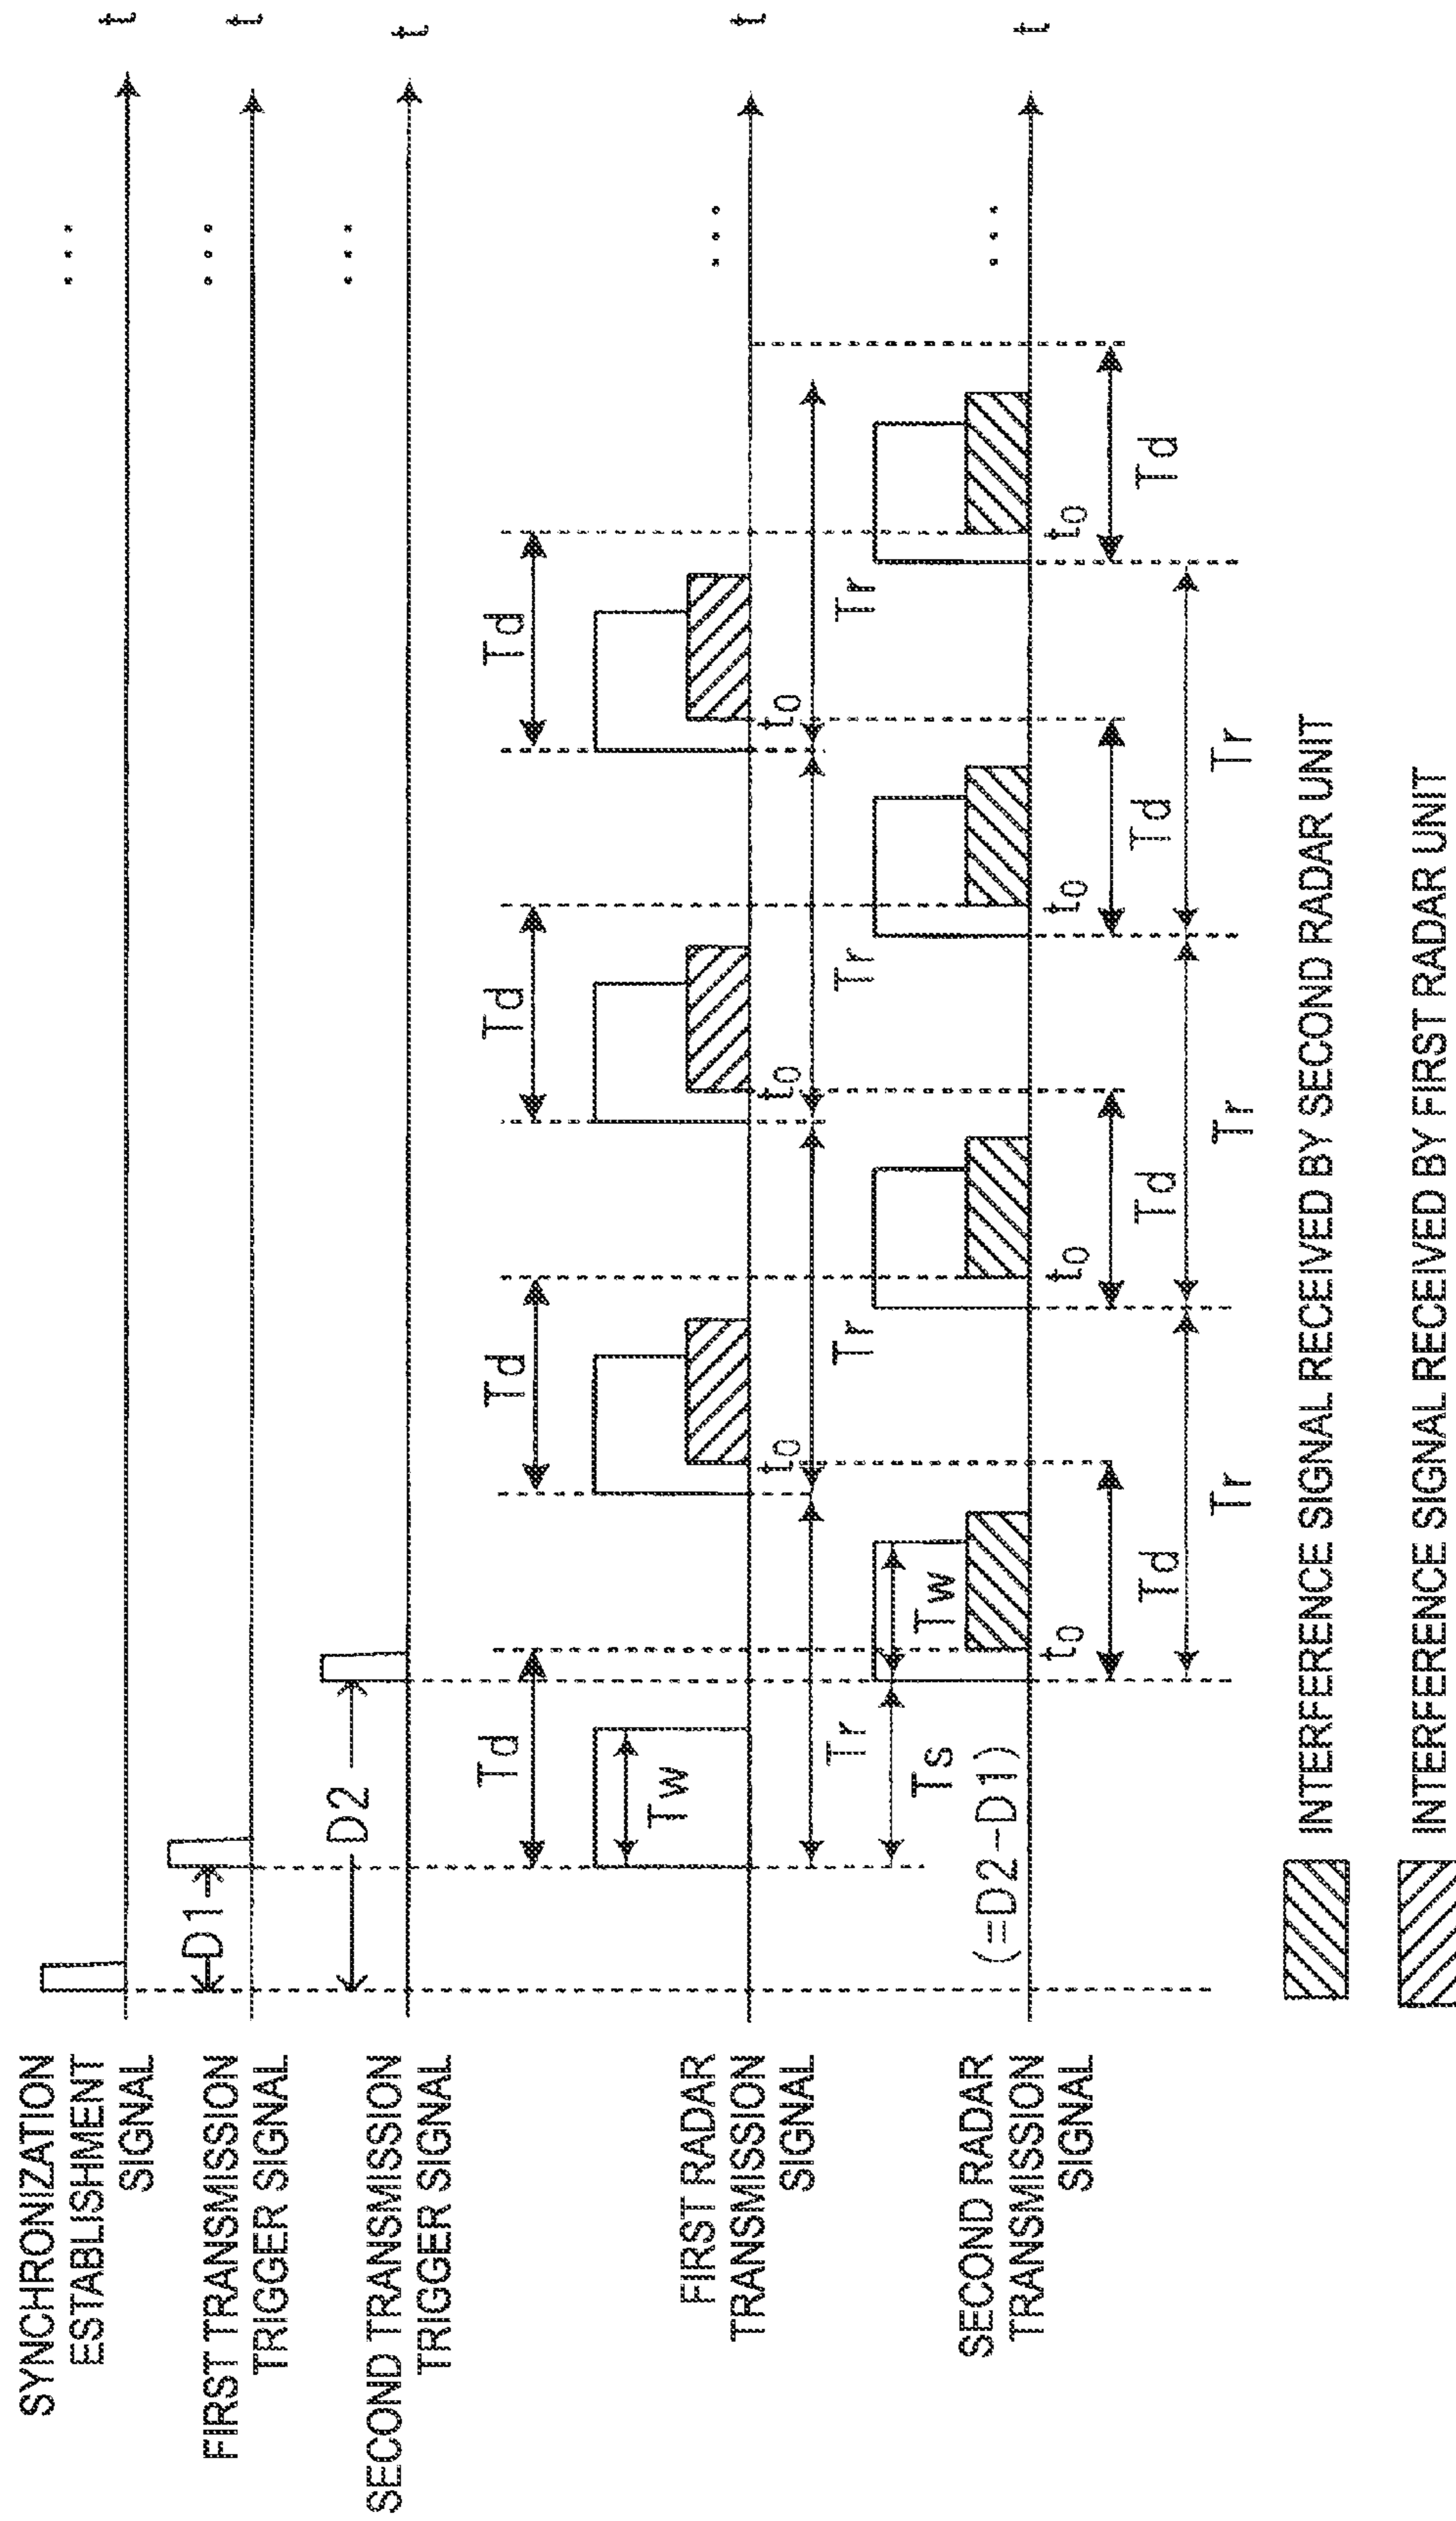 SYNCHRONIZATION
ESTABLISHMENT
SIGNAL
... t
FIRST TRANSMISSION
TRIGGER SIGNAL
D1
... t
SECOND TRANSMISSION
TRIGGER SIGNAL
D2
... t
Td Td Td Td
FIRST RADAR
TRANSMISSION
SIGNAL
Tw
... t
t0 t0 t0
Tr Tr Tr Tr
Ts
(=D2-D1)
SECOND RADAR
TRANSMISSION
SIGNAL
Tw
... t
t0 t0 t0 t0
Td Td Td Td
Tr Tr Tr
INTERFERENCE SIGNAL RECEIVED BY SECOND RADAR UNIT
INTERFERENCE SIGNAL RECEIVED BY FIRST RADAR UNIT